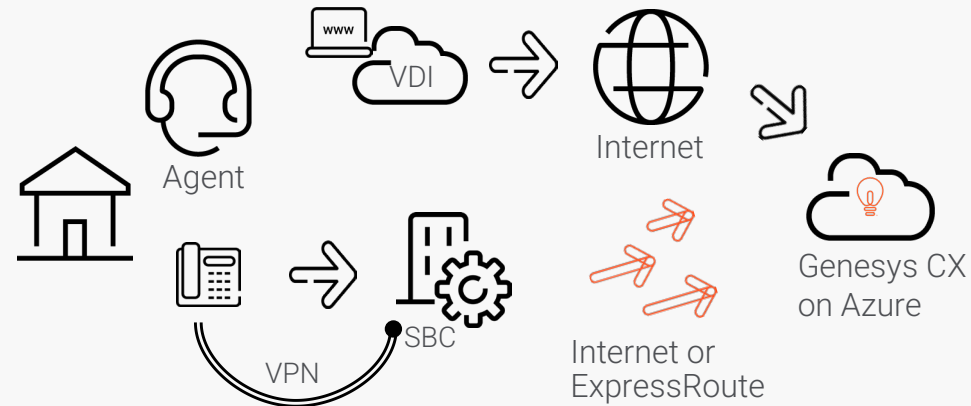 www
VDI
Internet
Agent
Genesys CX
on Azure
SBC
VPN
Internet or
ExpressRoute